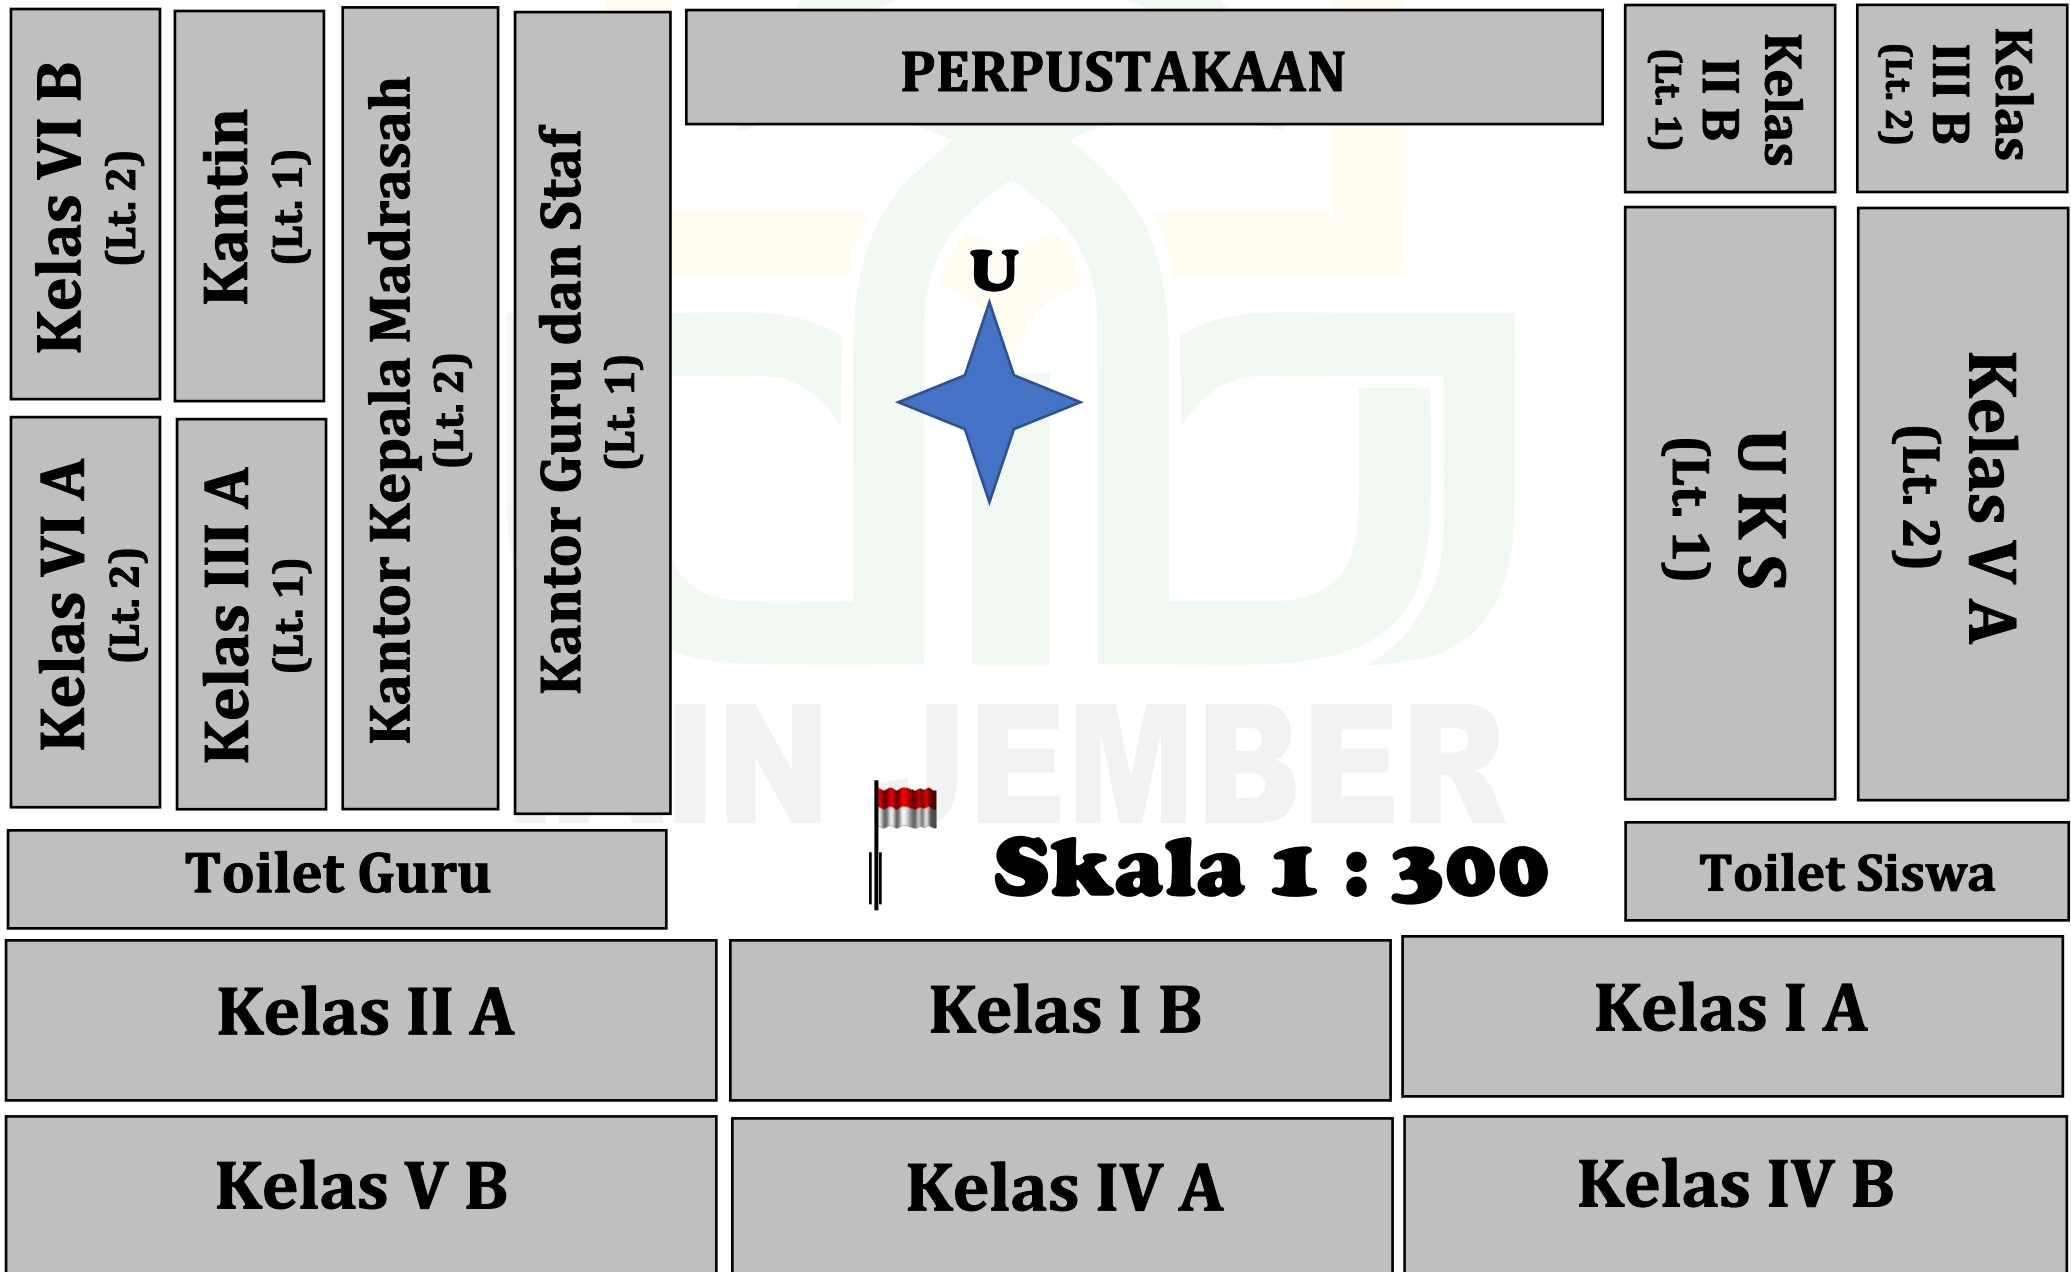 Kelas VI B
(Lt. 2)
Kantin
(Lt. 1)
Kantor Kepala Madrasah
(Lt. 2)
Kantor Guru dan Staf
(Lt. 1)
PERPUSTAKAAN
Kelas
II B
(Lt. 1)
Kelas
III B
(Lt. 2)
U
Kelas VI A
(Lt. 2)
Kelas III A
(Lt. 1)
U K S
(Lt. 1)
Kelas V A
(Lt. 2)
IAIN JEMBER
Toilet Guru
Skala 1 : 300
Toilet Siswa
Kelas II A
Kelas I B
Kelas I A
Kelas V B
Kelas IV A
Kelas IV B